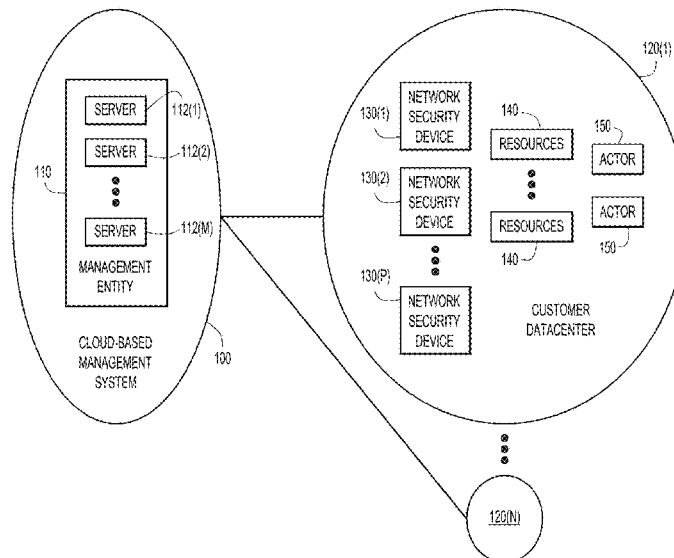 SERVER
112(1)
SERVER
112(2)
110
SERVER
112(M)
MANAGEMENT
ENTITY
CLOUD-BASED
MANAGEMENT
SYSTEM
100
120(1)
130(1)
NETWORK
SECURITY
DEVICE
140
RESOURCES
150
ACTOR
130(2)
NETWORK
SECURITY
DEVICE
RESOURCES
140
ACTOR
150
130(P)
NETWORK
SECURITY
DEVICE
CUSTOMER
DATACENTER
120(N)